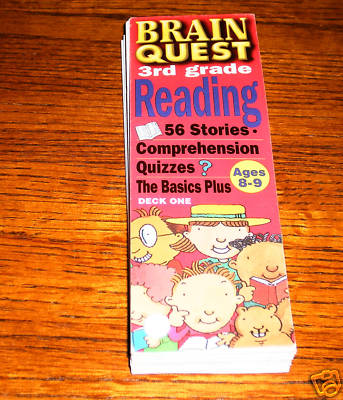 BRAIN
QUEST
3rd grade
Reading
56 Stories •
Comprehension
Quizzes ?
The Basics Plus
Ages
8-9
DECK ONE